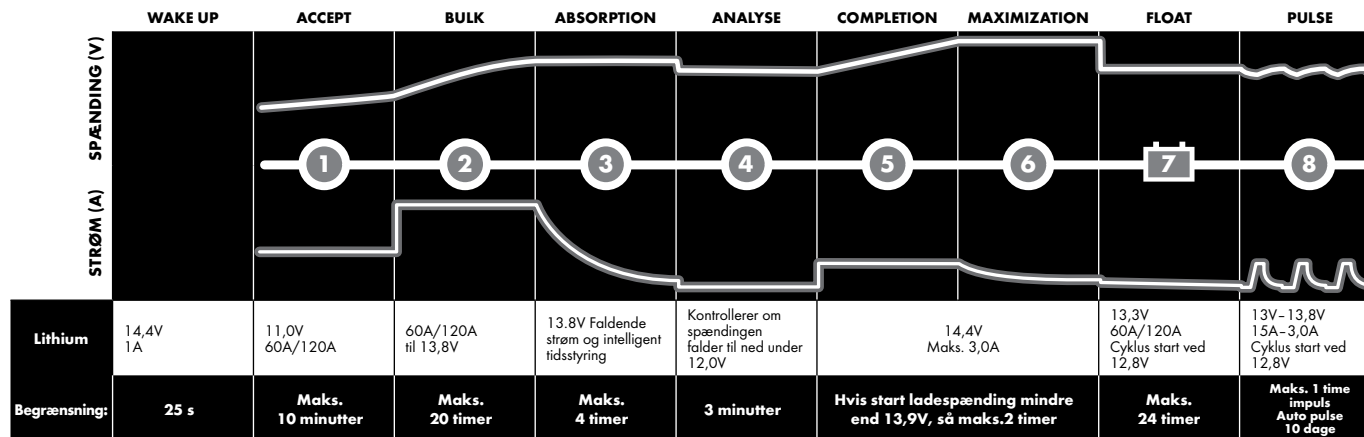 WAKE UP
ACCEPT
BULK
ABSORPTION
ANALYSE
COMPLETION
MAXIMIZATION
FLOAT
PULSE
SPÆNDING (V)
1
2
3
4
5
6
7
8
STRØM (A)
Lithium
14,4V
1A
11,0V
60A/120A
60A/120A
til 13,8V
13.8V Faldende
strøm og intelligent
tidsstyring
Kontrollerer om
spændingen
falder til ned under
12,0V
14,4V
Maks. 3,0A
13,3V
60A/120A
Cyklus start ved
12,8V
13V–13,8V
15A–3,0A
Cyklus start ved
12,8V
Begrænsning:
25 s
Maks.
10 minutter
Maks.
20 timer
Maks.
4 timer
3 minutter
Hvis start ladespænding mindre
end 13,9V, så maks.2 timer
Maks.
24 timer
Maks. 1 time
impuls
Auto pulse
10 dage